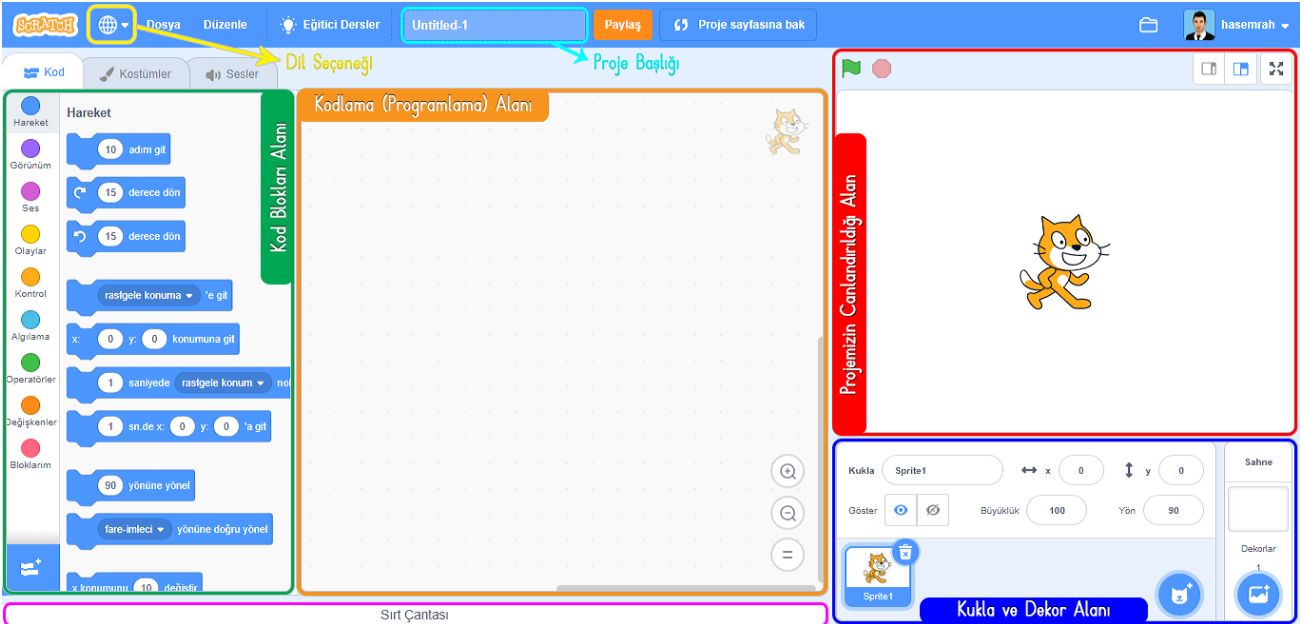 SCRATCH
Dosya
Düzenle
Eğitici Dersler
Untitled-1
Paylaş
Proje sayfasına bak
hasemrah
Dil Seçeneği
Proje Başlığı
Kod
Kostümler
Sesler
Hareket
Görünüm
Ses
Olaylar
Kontrol
Algılama
Operatörler
Değişkenler
Bloklarım
Hareket
10 adım git
15 derece dön
15 derece dön
rastgele konuma 'e git
x: 0 y: 0 konumuna git
1 saniyede rastgele konum nol
1 sn.de x: 0 y: 0 'a git
90 yönüne yönel
fare-imleci yönüne doğru yönel
x konumunu 10 değiştir
Kod Blokları Alanı
Kodlama (Programlama) Alanı
Projemizin Canlandırıldığı Alan
Kukla
Sprite1
x 0
y 0
Göster
Büyüklük 100
Yön 90
Sprite1
Sahne
Dekorlar
1
Kukla ve Dekor Alanı
Sırt Çantası